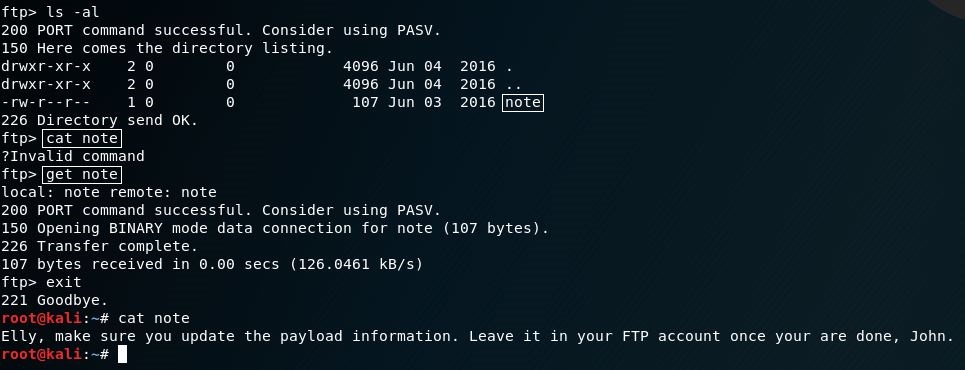 ftp> ls -al
200 PORT command successful. Consider using PASV.
150 Here comes the directory listing.
drwxr-xr-x    2 0        0            4096 Jun 04  2016 .
drwxr-xr-x    2 0        0            4096 Jun 04  2016 ..
-rw-r--r--    1 0        0             107 Jun 03  2016 note
226 Directory send OK.
ftp> cat note
?Invalid command
ftp> get note
local: note remote: note
200 PORT command successful. Consider using PASV.
150 Opening BINARY mode data connection for note (107 bytes).
226 Transfer complete.
107 bytes received in 0.00 secs (126.0461 kB/s)
ftp> exit
221 Goodbye.
root@kali:~# cat note
Elly, make sure you update the payload information. Leave it in your FTP account once your are done, John.
root@kali:~#